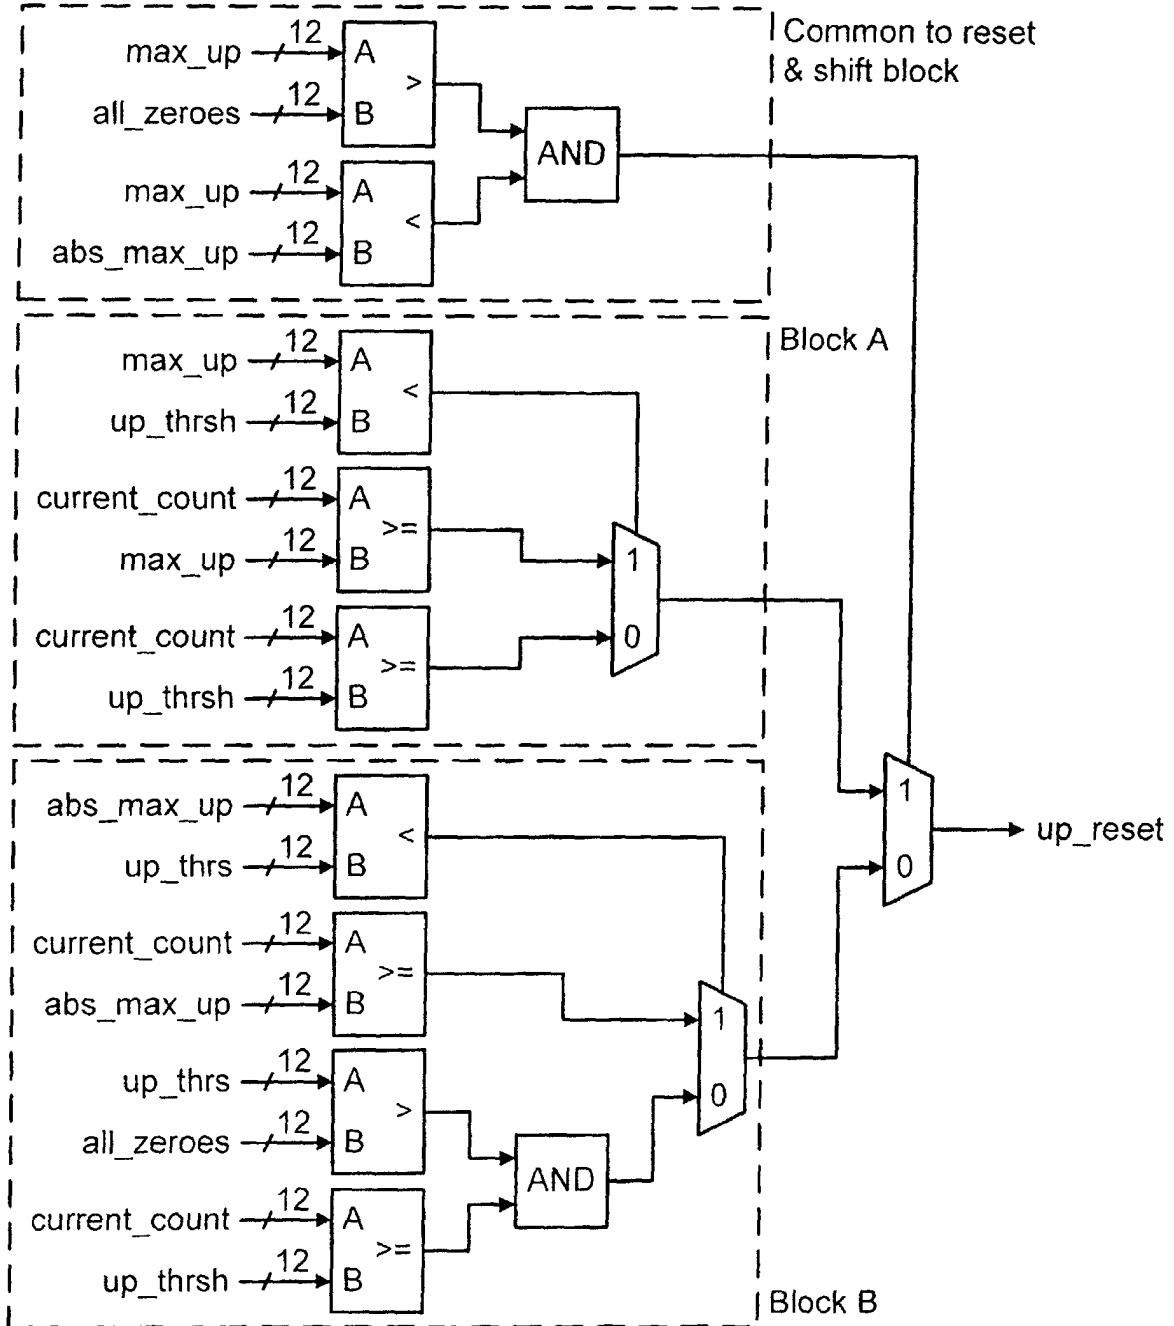 Common to reset
& shift block
max_up 12 A
>
all_zeroes 12 B
AND
max_up 12 A
<
abs_max_up 12 B
Block A
max_up 12 A
<
up_thrsh 12 B
current_count 12 A
>=
max_up 12 B
1
current_count 12 A
0
>=
up_thrsh 12 B
abs_max_up 12 A
<
up_thrs 12 B
1
up_reset
0
current_count 12 A
>=
abs_max_up 12 B
1
up_thrs 12 A
0
>
all_zeroes 12 B
AND
current_count 12 A
>=
up_thrsh 12 B
Block B